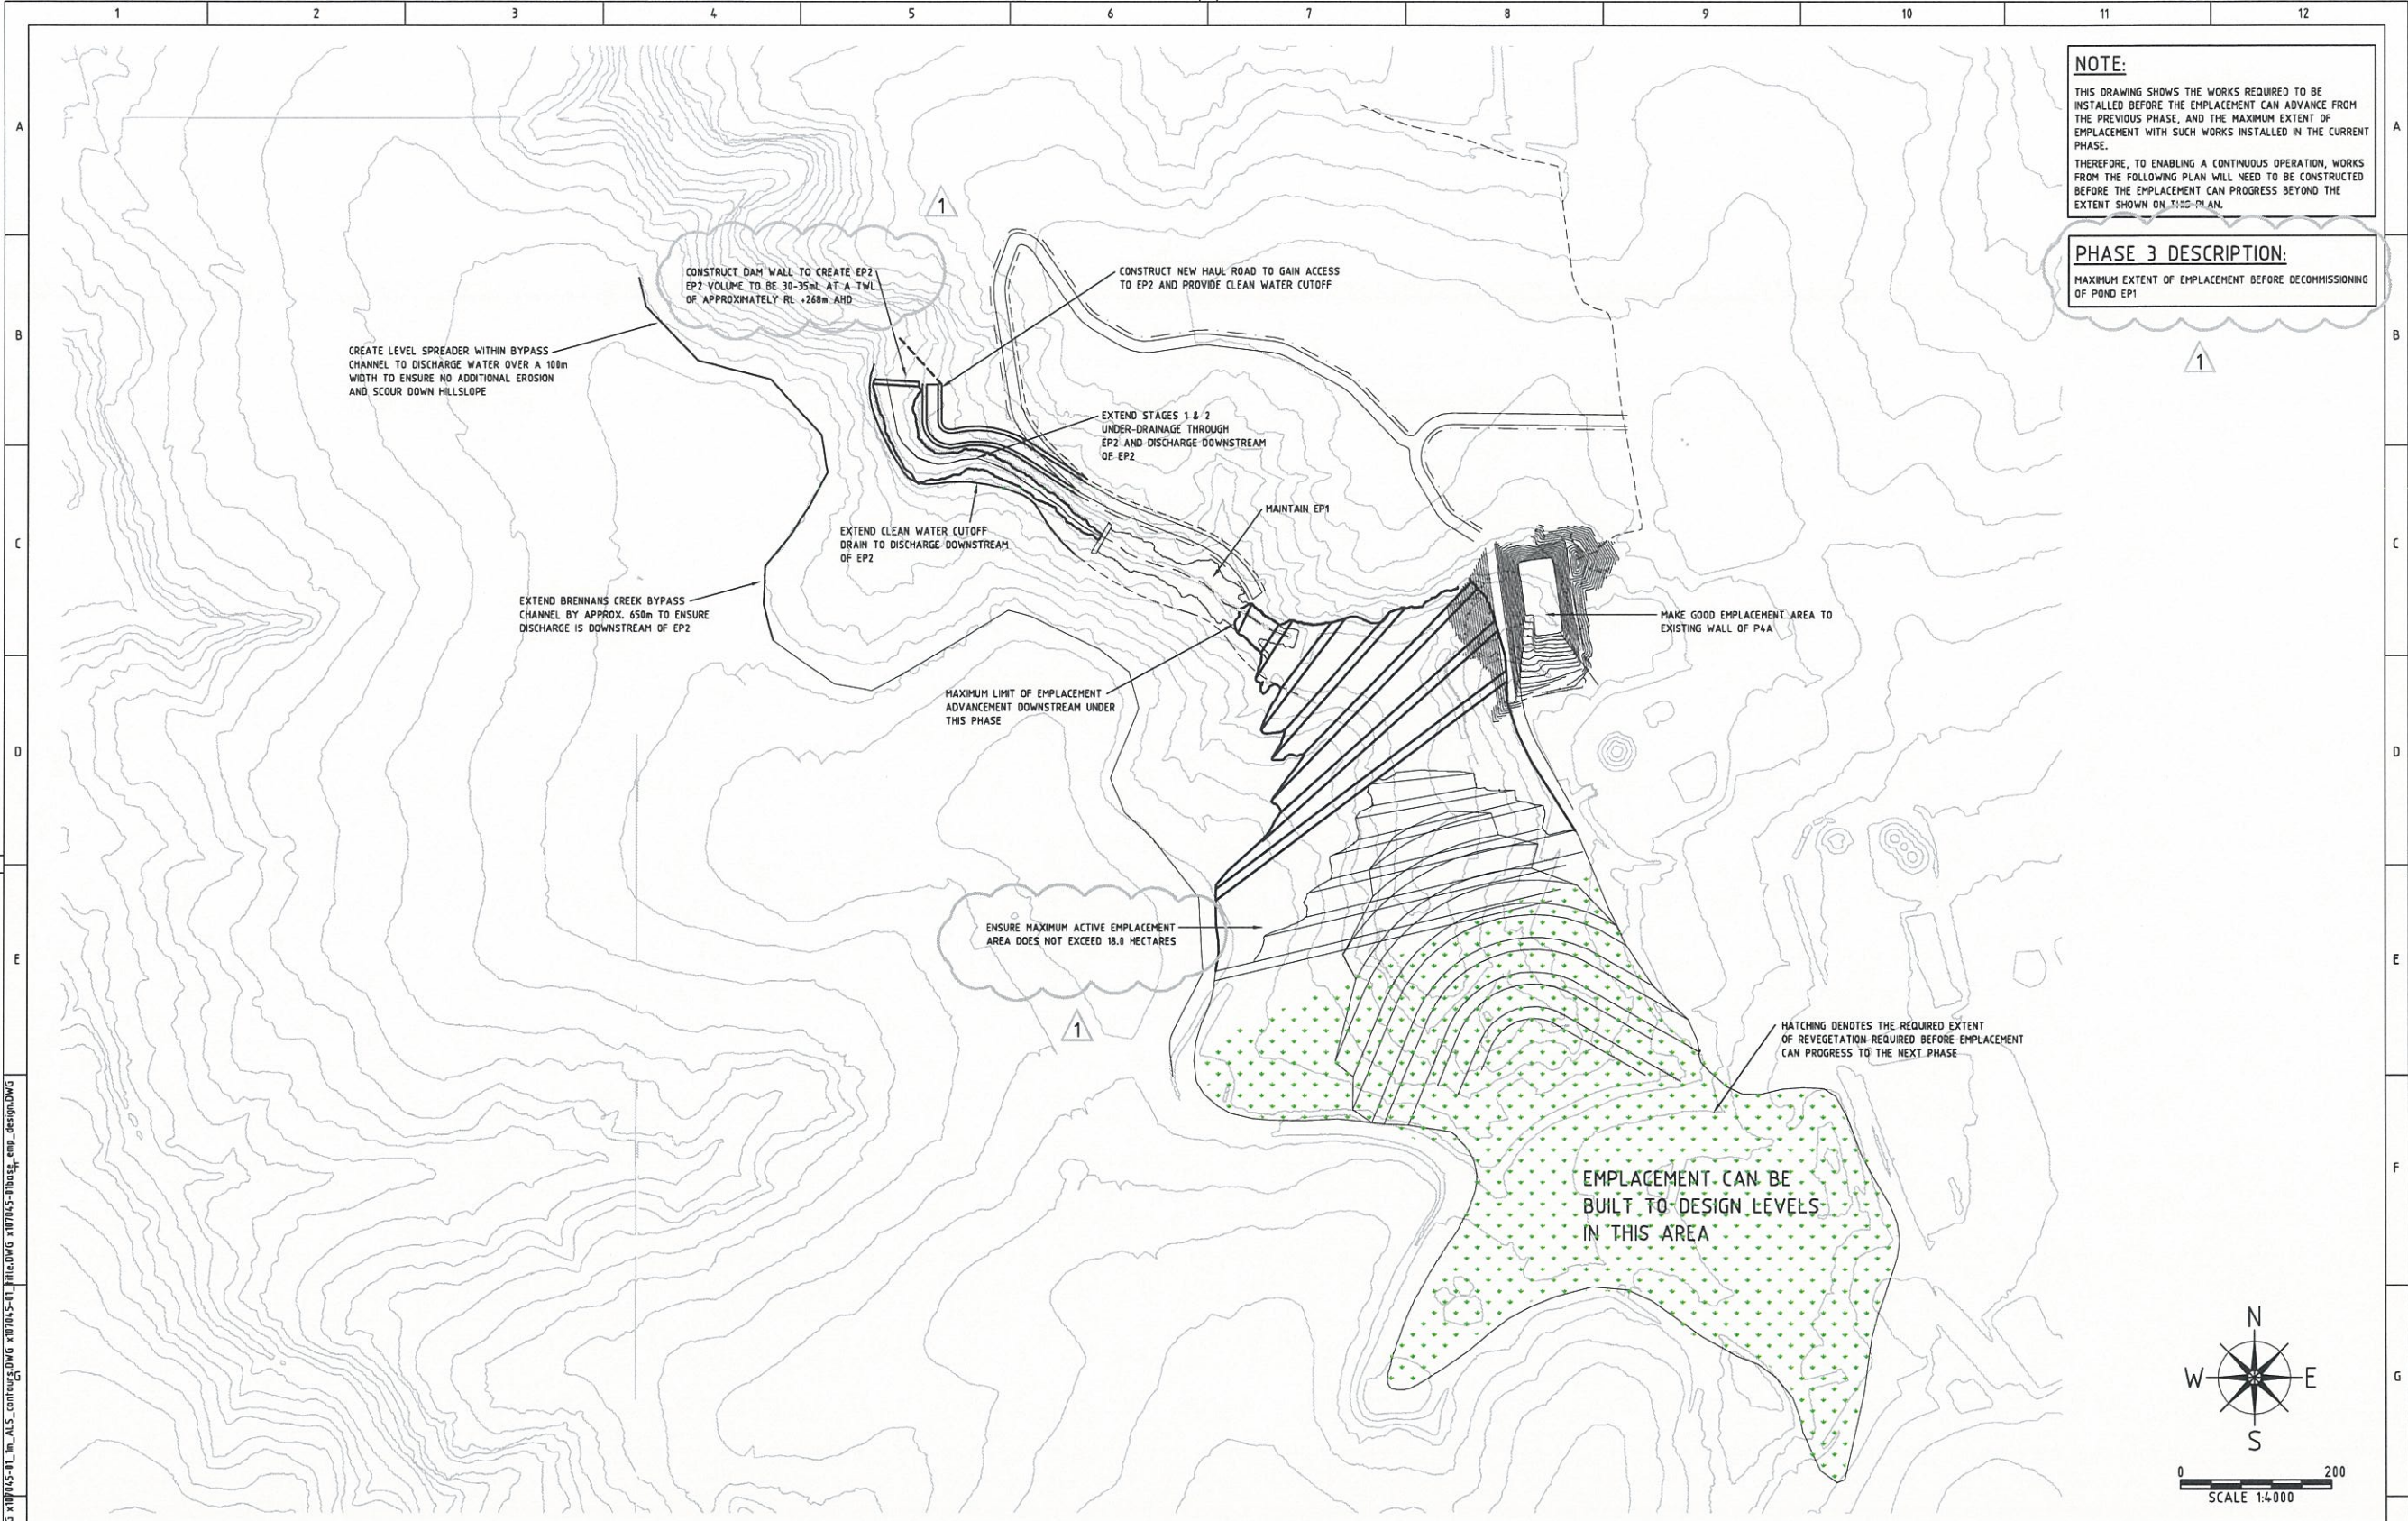 1 2 3 4 5 6 7 8 9 10 11 12
A
B
C
D
E
F
G
A
B
C
D
E
F
G
NOTE:
THIS DRAWING SHOWS THE WORKS REQUIRED TO BE
INSTALLED BEFORE THE EMPLACEMENT CAN ADVANCE FROM
THE PREVIOUS PHASE, AND THE MAXIMUM EXTENT OF
EMPLACEMENT WITH SUCH WORKS INSTALLED IN THE CURRENT
PHASE.
THEREFORE, TO ENABLING A CONTINUOUS OPERATION, WORKS
FROM THE FOLLOWING PLAN WILL NEED TO BE CONSTRUCTED
BEFORE THE EMPLACEMENT CAN PROGRESS BEYOND THE
EXTENT SHOWN ON THIS PLAN.
PHASE 3 DESCRIPTION:
MAXIMUM EXTENT OF EMPLACEMENT BEFORE DECOMMISSIONING
OF POND EP1
1
1
CONSTRUCT DAM WALL TO CREATE EP2
EP2 VOLUME TO BE 30-35mL AT A TWL
OF APPROXIMATELY RL +268m AHD
CONSTRUCT NEW HAUL ROAD TO GAIN ACCESS
TO EP2 AND PROVIDE CLEAN WATER CUTOFF
CREATE LEVEL SPREADER WITHIN BYPASS
CHANNEL TO DISCHARGE WATER OVER A 100m
WIDTH TO ENSURE NO ADDITIONAL EROSION
AND SCOUR DOWN HILLSLOPE
EXTEND STAGES 1 & 2
UNDER-DRAINAGE THROUGH
EP2 AND DISCHARGE DOWNSTREAM
OF EP2
MAINTAIN EP1
EXTEND CLEAN WATER CUTOFF
DRAIN TO DISCHARGE DOWNSTREAM
OF EP2
EXTEND BRENNANS CREEK BYPASS
CHANNEL BY APPROX. 650m TO ENSURE
DISCHARGE IS DOWNSTREAM OF EP2
MAKE GOOD EMPLACEMENT AREA TO
EXISTING WALL OF P4A
MAXIMUM LIMIT OF EMPLACEMENT
ADVANCEMENT DOWNSTREAM UNDER
THIS PHASE
ENSURE MAXIMUM ACTIVE EMPLACEMENT
AREA DOES NOT EXCEED 18.0 HECTARES
1
HATCHING DENOTES THE REQUIRED EXTENT
OF REVEGETATION REQUIRED BEFORE EMPLACEMENT
CAN PROGRESS TO THE NEXT PHASE
EMPLACEMENT CAN BE
BUILT TO DESIGN LEVELS
IN THIS AREA
N
W E
S
0 200
SCALE 1:4000
x107045-01_1m_ALS_contours.DWG x107045-01_title.DWG x107045-01base_emp_design.DWG